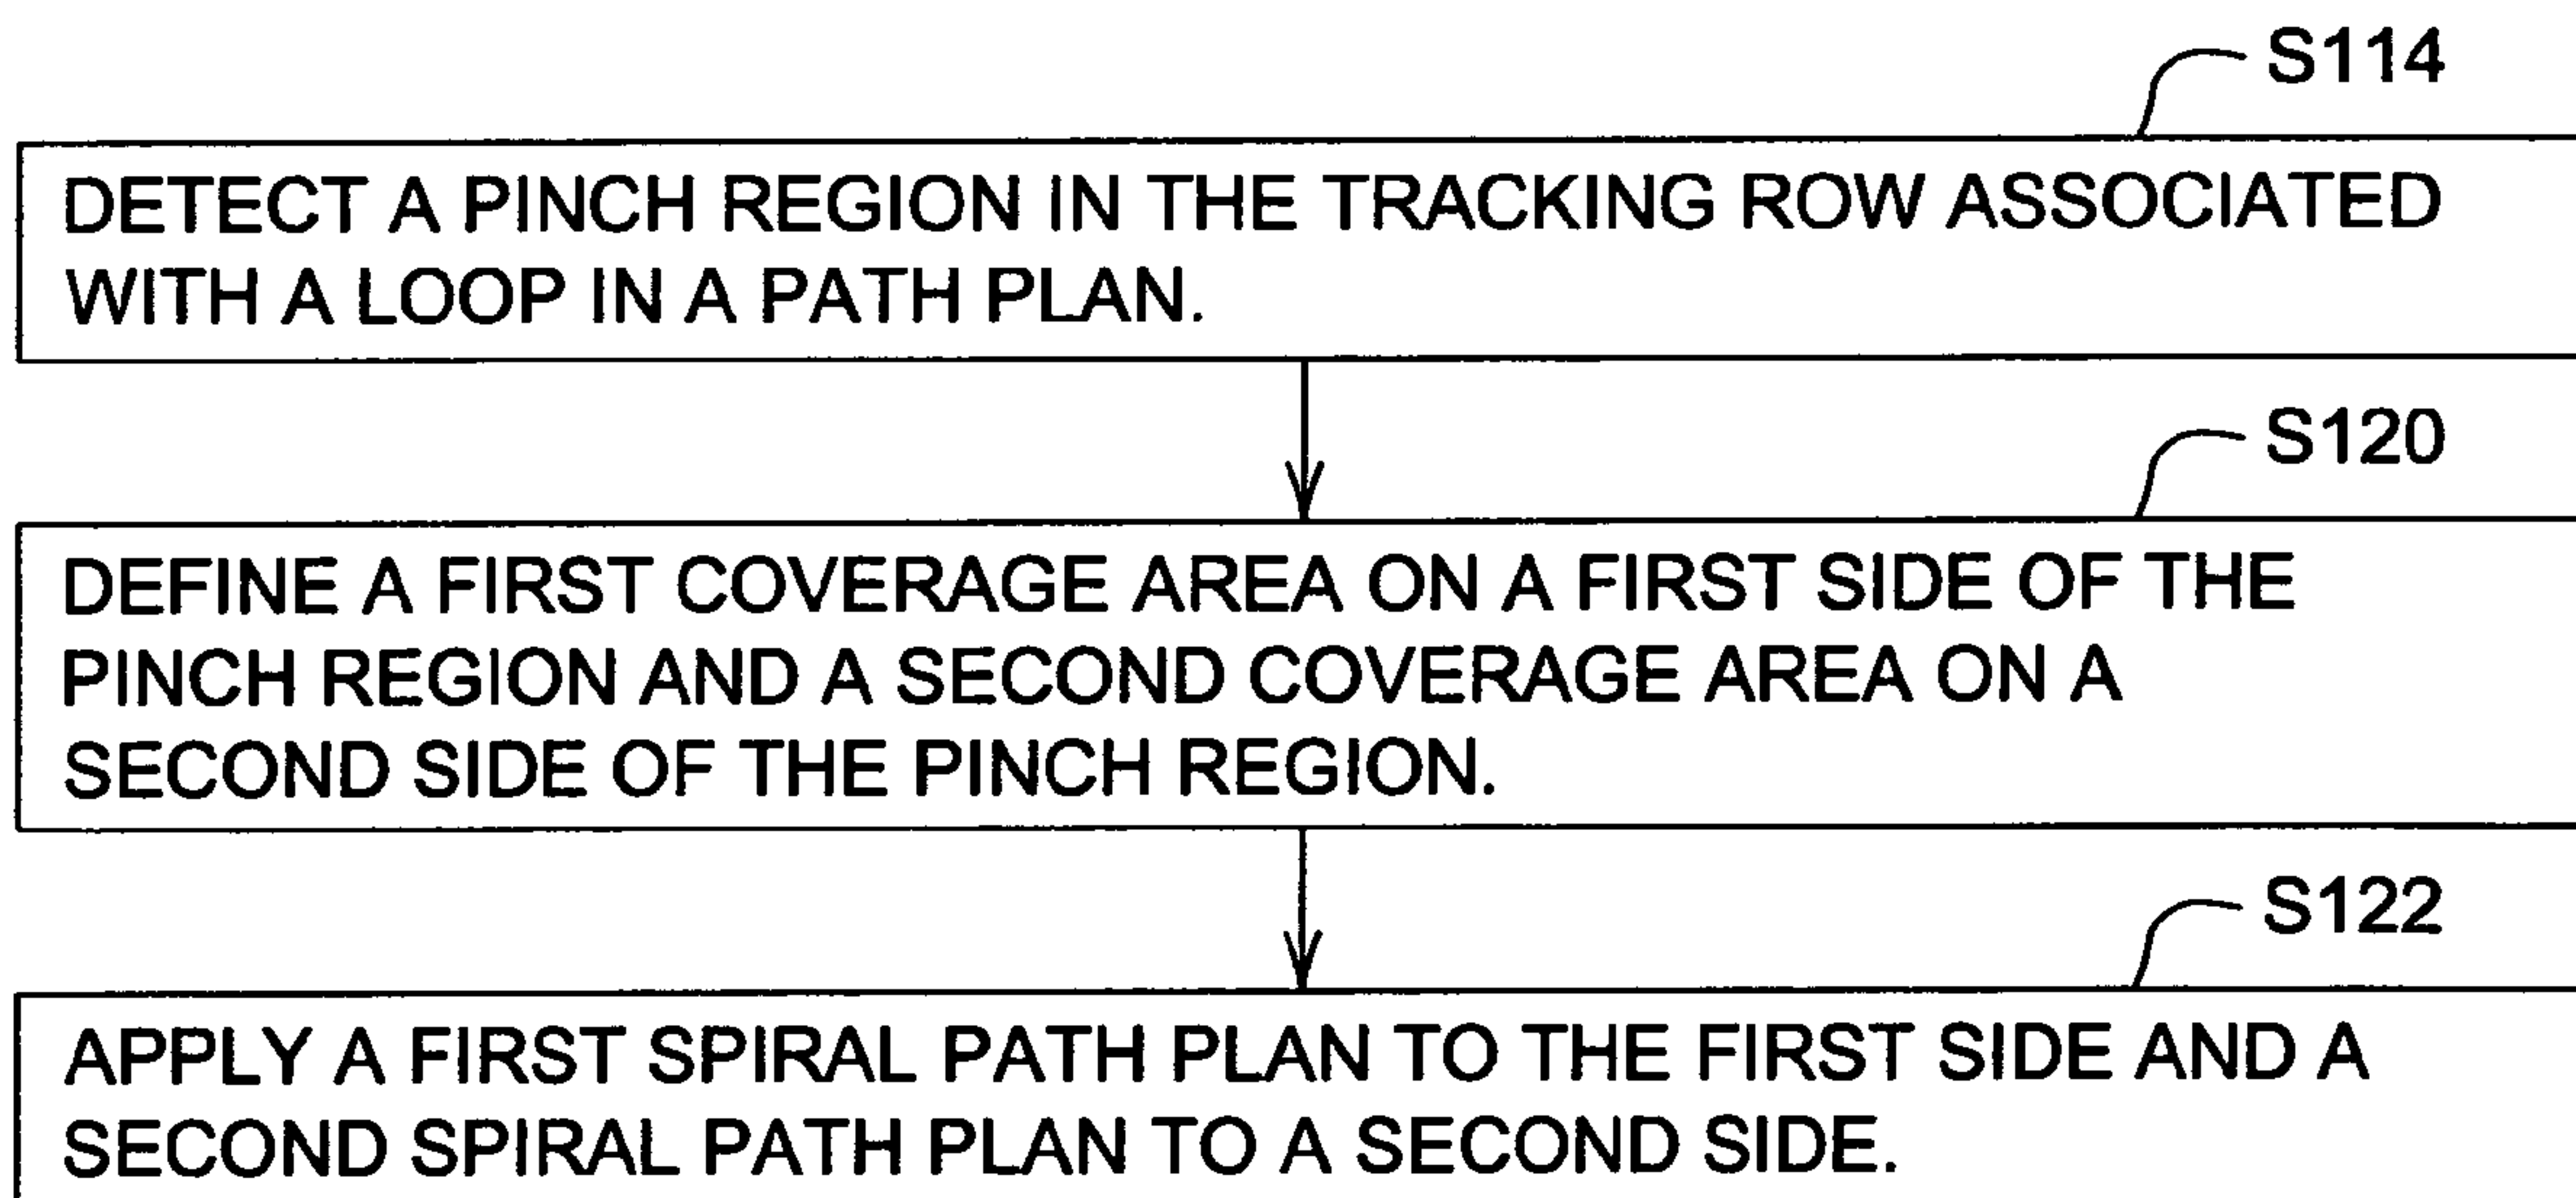 S114
DETECT A PINCH REGION IN THE TRACKING ROW ASSOCIATED
WITH A LOOP IN A PATH PLAN.
S120
DEFINE A FIRST COVERAGE AREA ON A FIRST SIDE OF THE
PINCH REGION AND A SECOND COVERAGE AREA ON A
SECOND SIDE OF THE PINCH REGION.
S122
APPLY A FIRST SPIRAL PATH PLAN TO THE FIRST SIDE AND A
SECOND SPIRAL PATH PLAN TO A SECOND SIDE.